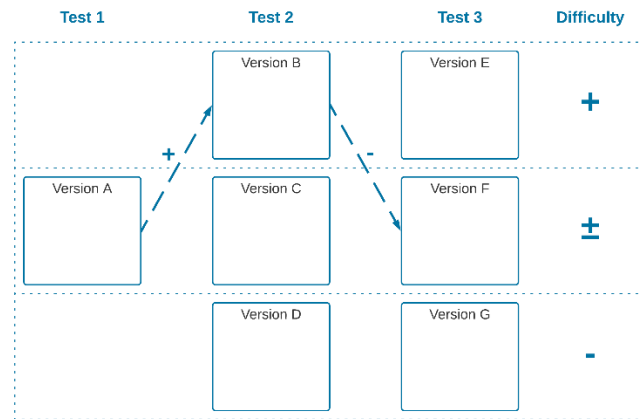 Test 1 Test 2 Test 3 Difficulty
Version B Version E
+
+ -
Version A Version C Version F
±
Version D Version G
-